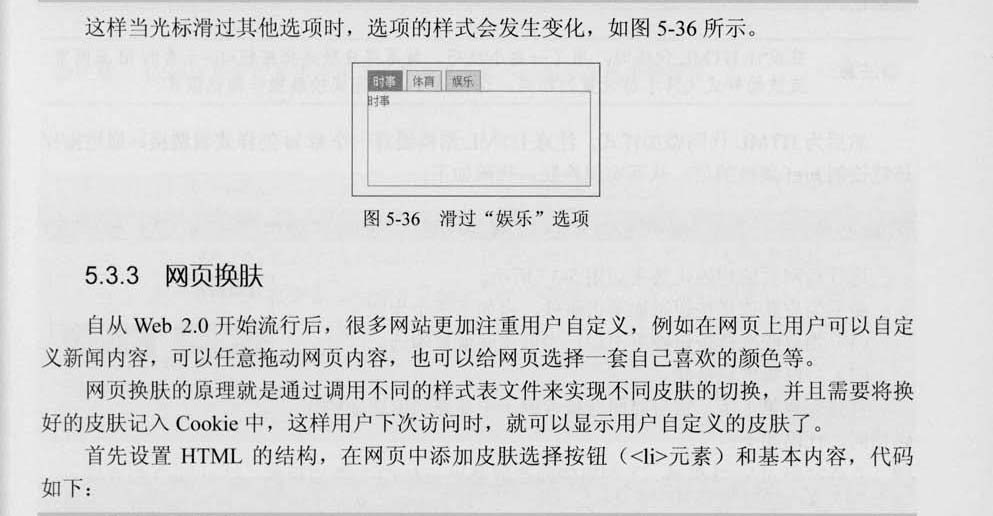 这样当光标滑过其他选项时，选项的样式会发生变化，如图 5-36 所示。
时事 体育 娱乐
时事
图 5-36 滑过“娱乐”选项
5.3.3 网页换肤
自从 Web 2.0 开始流行后，很多网站更加注重用户自定义，例如在网页上用户可以自定
义新闻内容，可以任意拖动网页内容，也可以给网页选择一套自己喜欢的颜色等。
网页换肤的原理就是通过调用不同的样式表文件来实现不同皮肤的切换，并且需要将换
好的皮肤记入 Cookie 中，这样用户下次访问时，就可以显示用户自定义的皮肤了。
首先设置 HTML 的结构，在网页中添加皮肤选择按钮（<li>元素）和基本内容，代码
如下：